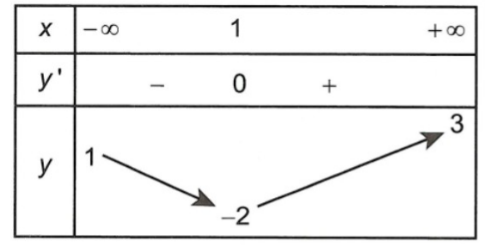 x −∞ 1 +∞
y' − 0 +
3
y 1
−2